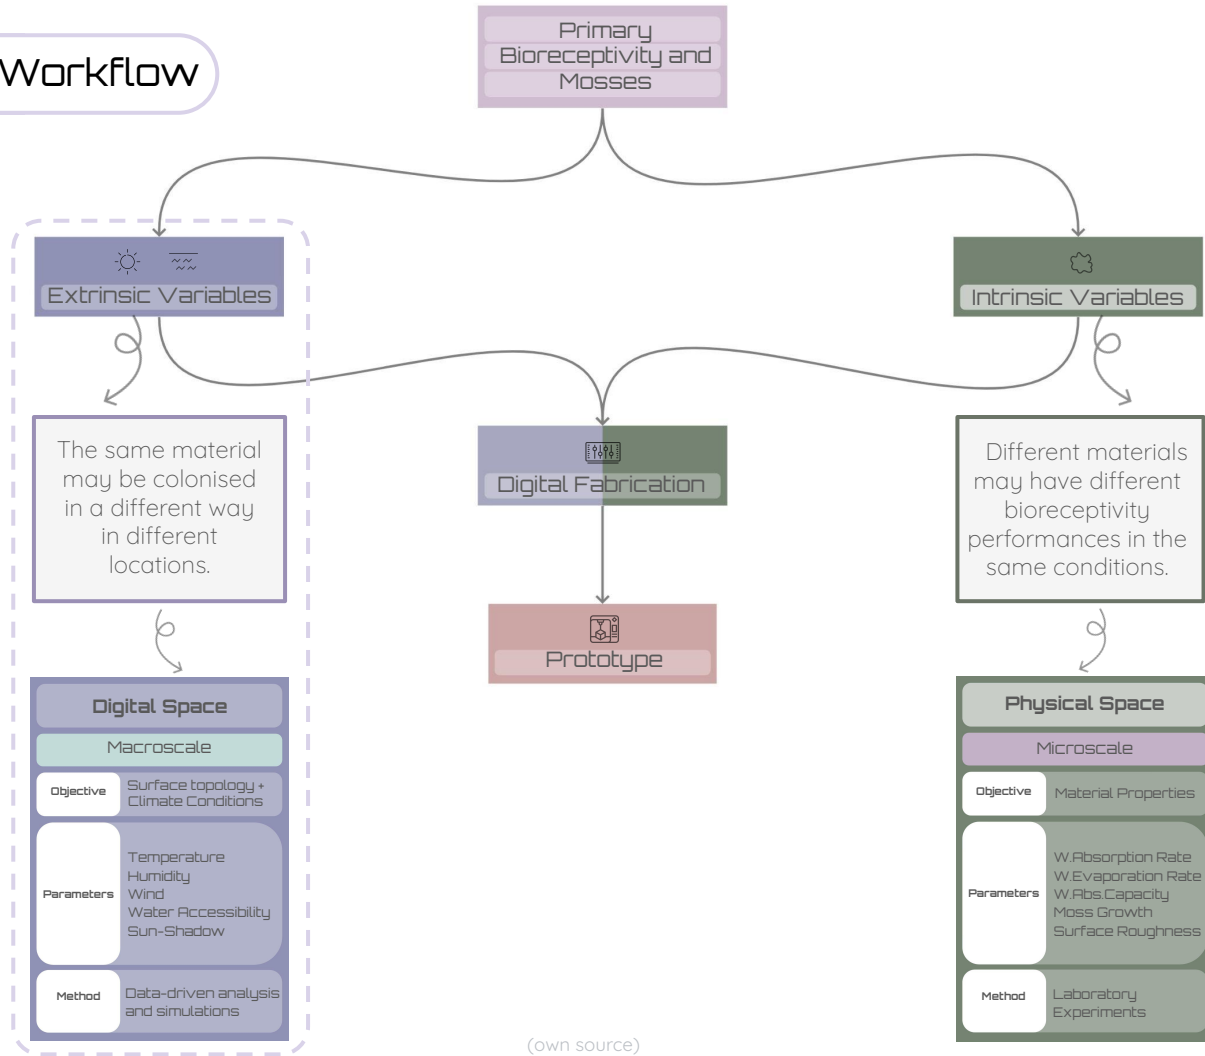 Workflow
Primary
Bioreceptivity and
Mosses
Extrinsic Variables
Intrinsic Variables
The same material
may be colonised
in a different way
in different
locations.
Digital Fabrication
Different materials
may have different
bioreceptivity
performances in the
same conditions.
Prototype
Digital Space
Macroscale
Objective
Surface topology +
Climate Conditions
Parameters
Temperature
Humidity
Wind
Water Accessibility
Sun-Shadow
Method
Data-driven analysis
and simulations
Physical Space
Microscale
Objective
Material Properties
Parameters
W.Absorption Rate
W.Evaporation Rate
W.Abs.Capacity
Moss Growth
Surface Roughness
Method
Laboratory
Experiments
(own source)